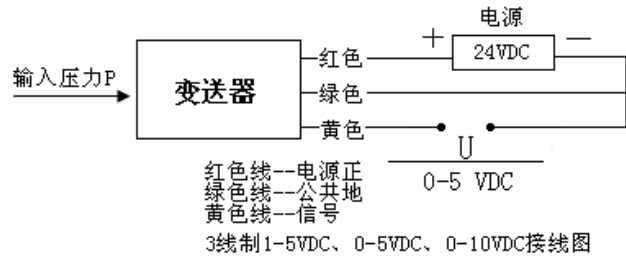 电源
+ 24VDC —
红色
输入压力P
变送器
绿色
黄色
U
0-5 VDC
红色线--电源正
绿色线--公共地
黄色线--信号
3线制1-5VDC、0-5VDC、0-10VDC接线图